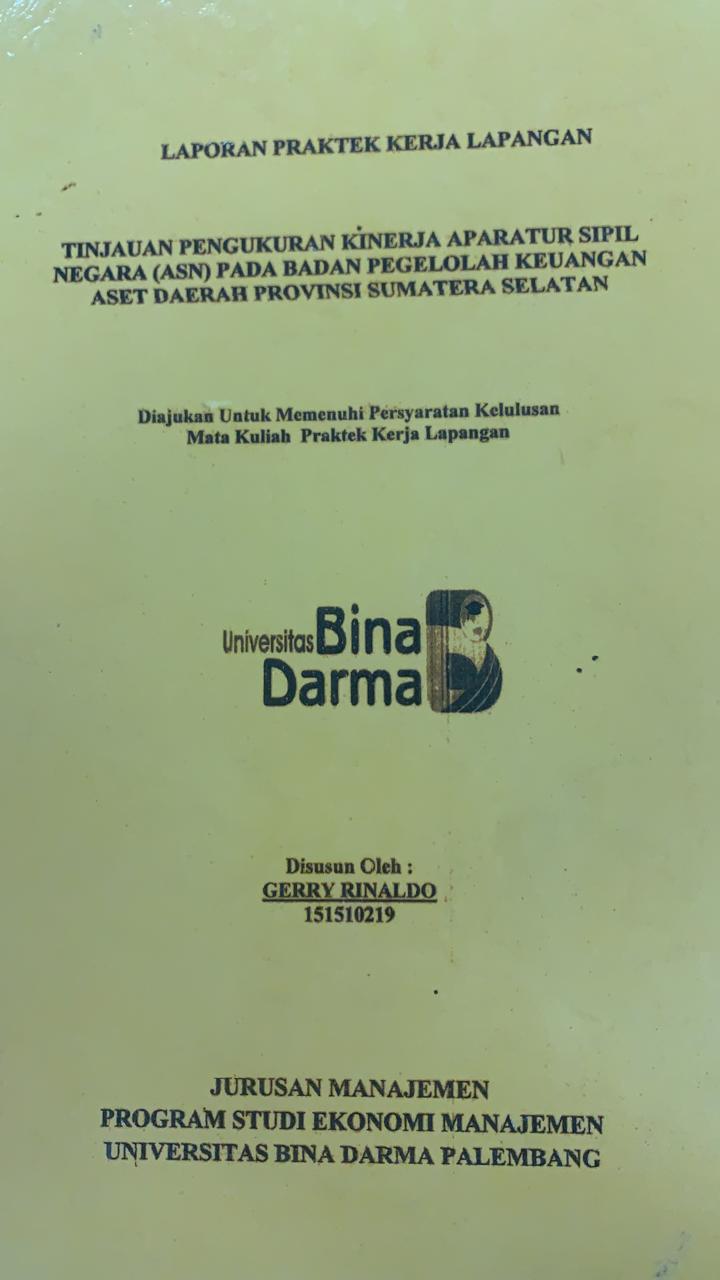 LAPORAN PRAKTEK KERJA LAPANGAN
TINJAUAN PENGUKURAN KINERJA APARATUR SIPIL
NEGARA (ASN) PADA BADAN PEGELOLAH KEUANGAN
ASET DAERAH PROVINSI SUMATERA SELATAN
Diajukan Untuk Memenuhi Persyaratan Kelulusan
Mata Kuliah Praktek Kerja Lapangan
Universitas Bina
Darma
Disusun Oleh :
GERRY RINALDO
151510219
JURUSAN MANAJEMEN
PROGRAM STUDI EKONOMI MANAJEMEN
UNIVERSITAS BINA DARMA PALEMBANG